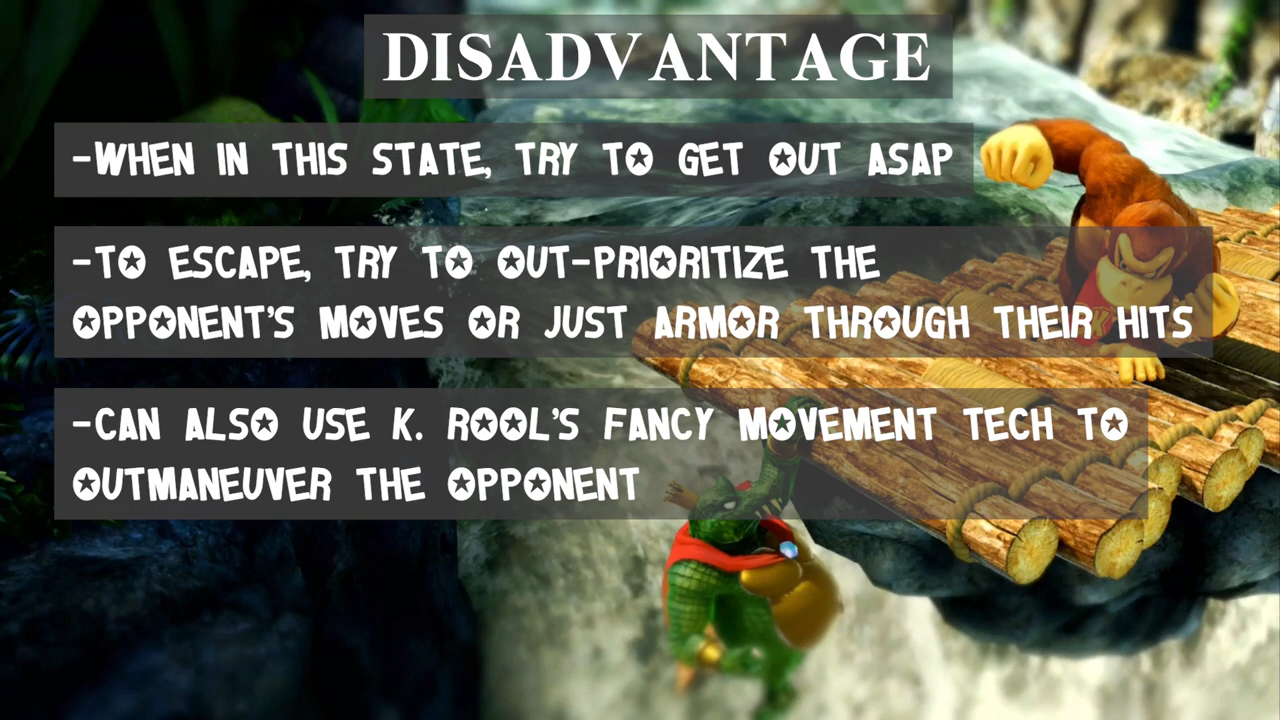 DISADVANTAGE
-WHEN IN THIS STATE, TRY TO GET OUT ASAP
-TO ESCAPE, TRY TO OUT-PRIORITIZE THE
OPPONENT'S MOVES OR JUST ARMOR THROUGH THEIR HITS
-CAN ALSO USE K. ROOL'S FANCY MOVEMENT TECH TO
OUTMANEUVER THE OPPONENT